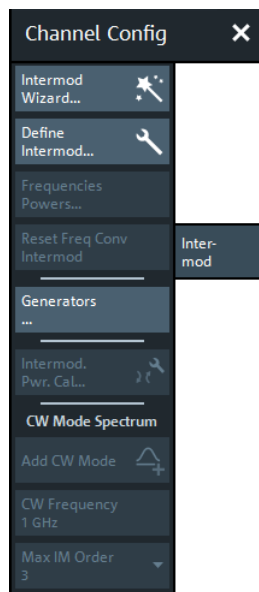 Channel Config
Intermod
Wizard...
Define
Intermod...
Frequencies
Powers...
Reset Freq Conv
Intermod
Inter-
mod
Generators
...
Intermod.
Pwr. Cal...
CW Mode Spectrum
Add CW Mode
CW Frequency
1 GHz
Max IM Order
3